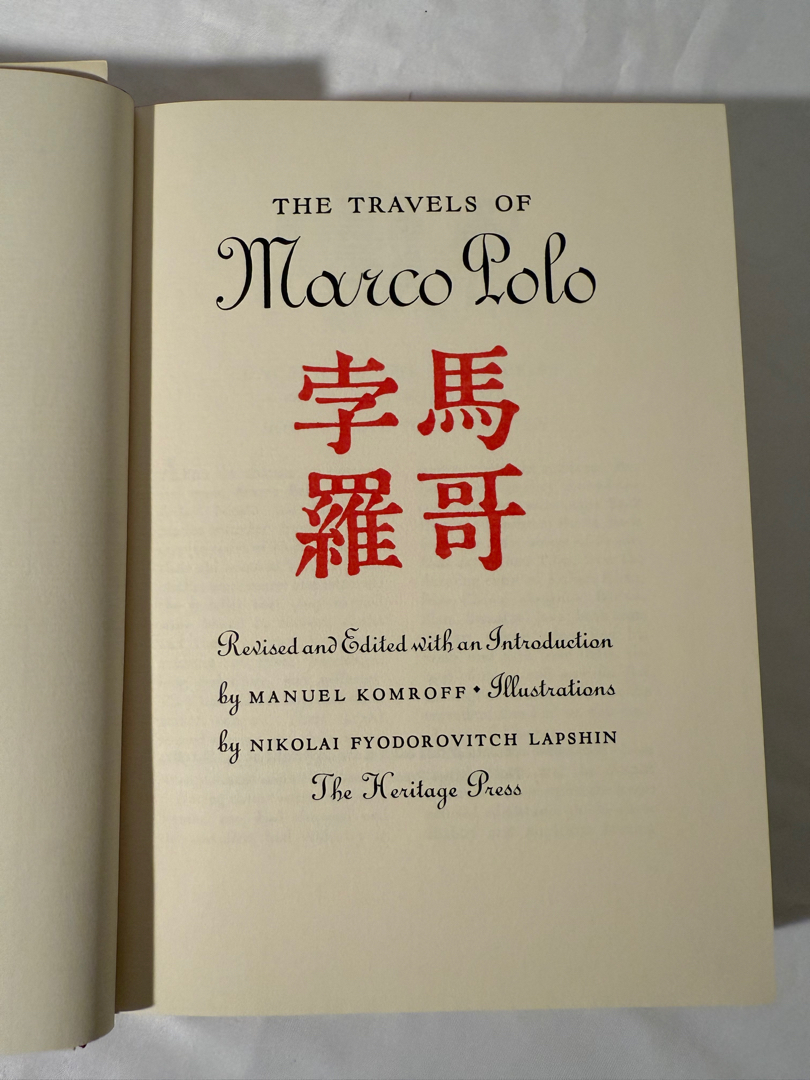 THE TRAVELS OF
Marco Polo
馬哥
孛羅
Revised and Edited with an Introduction
by MANUEL KOMROFF ◆ Illustrations
by NIKOLAI FYODOROVITCH LAPSHIN
The Heritage Press